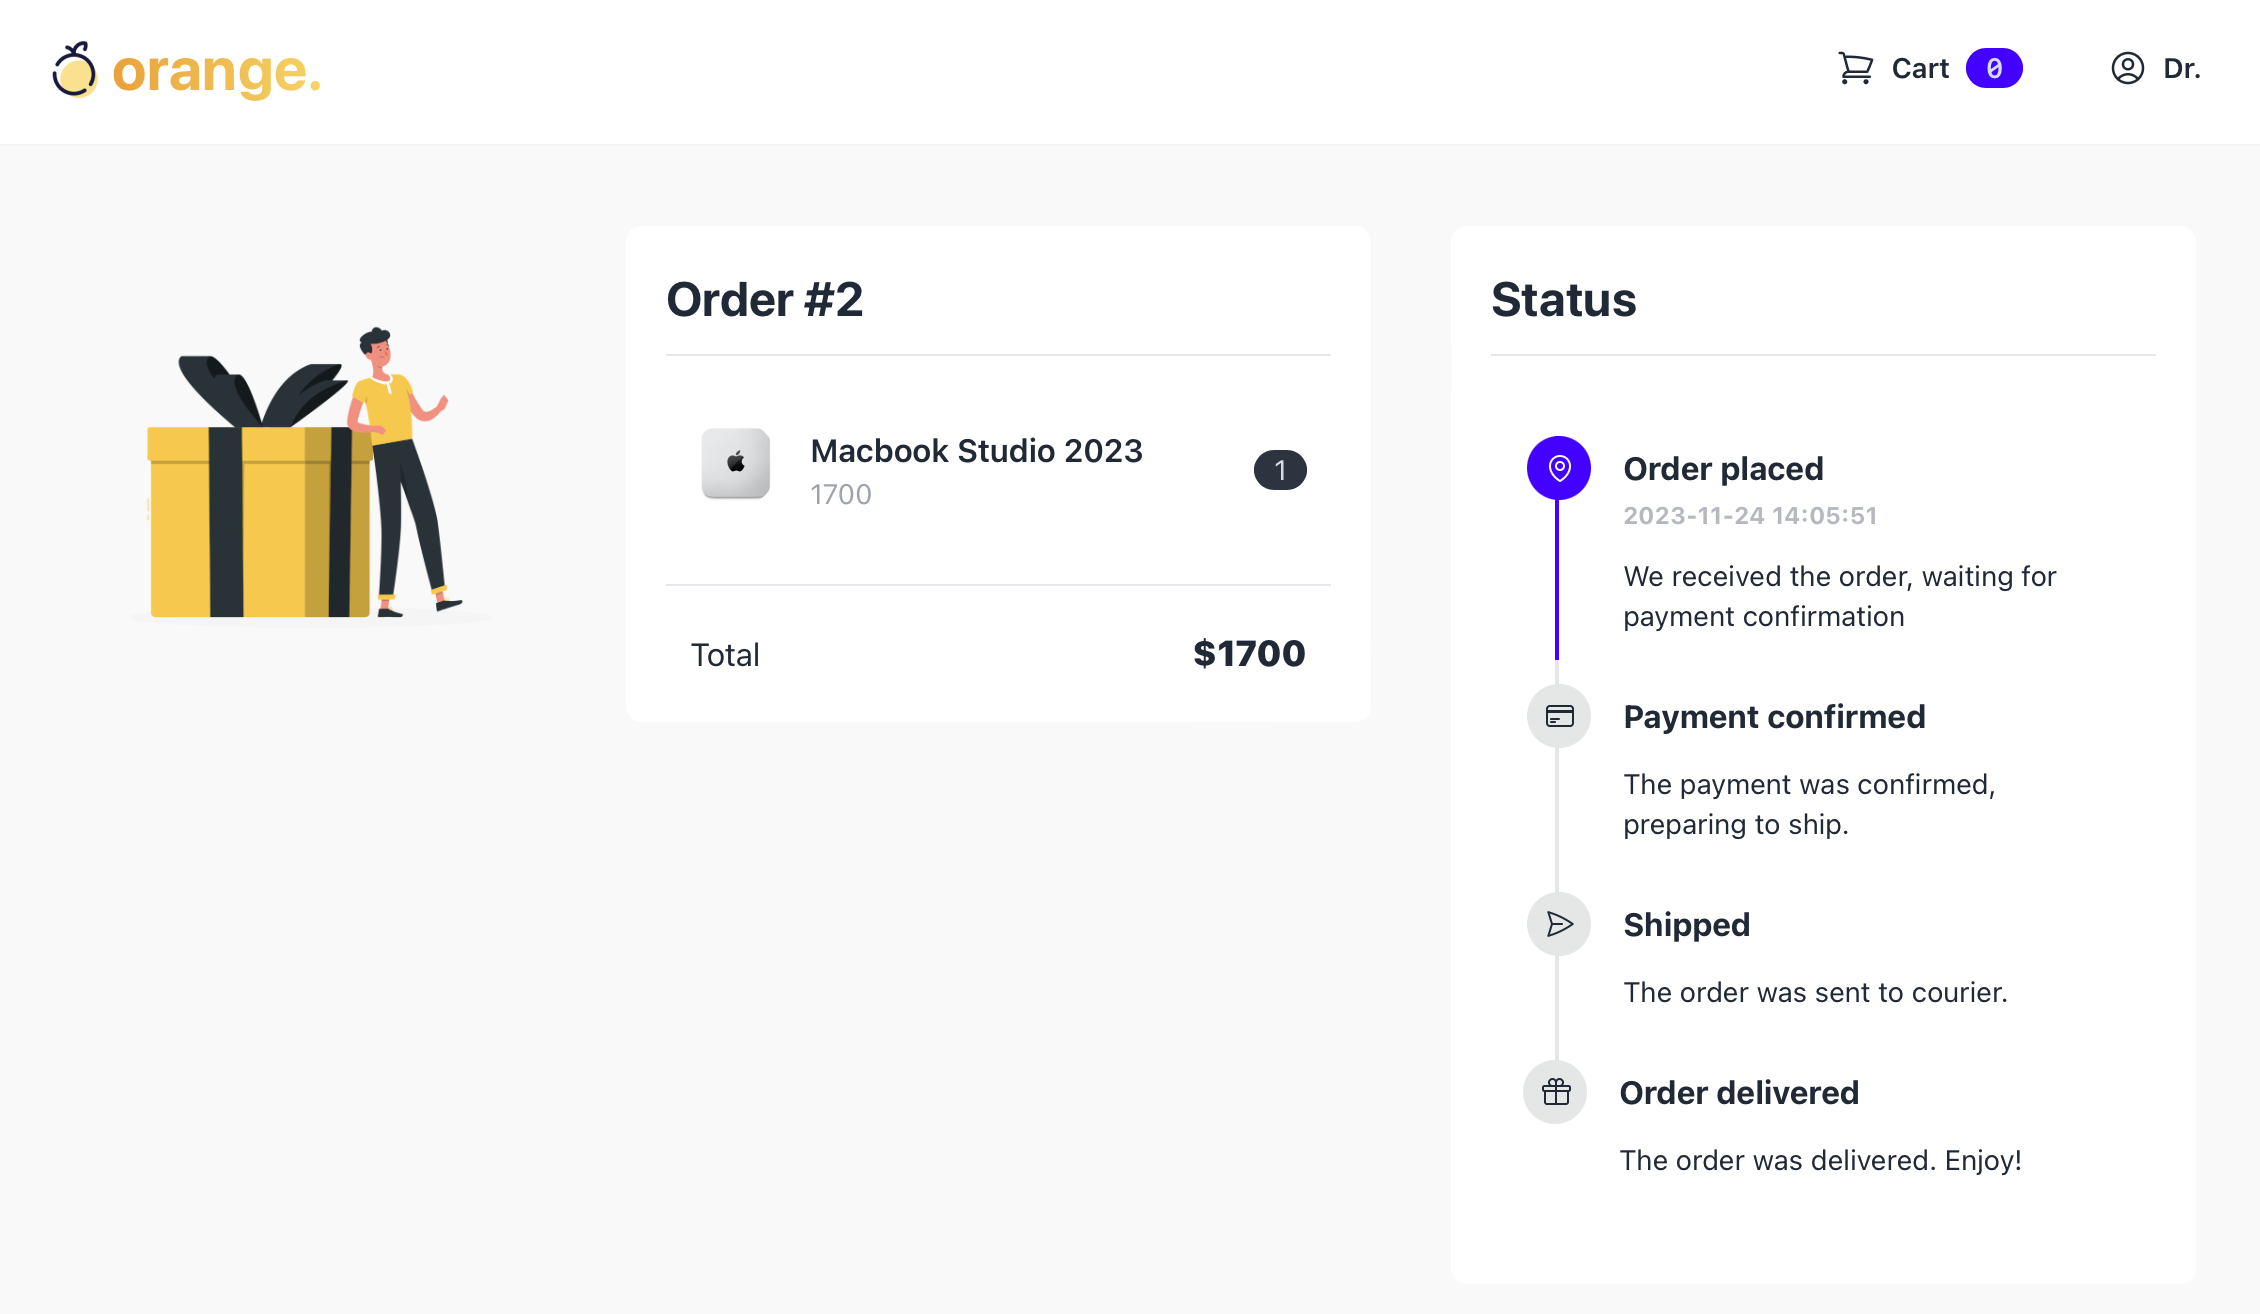 orange.
Cart 0
Dr.
Order #2
Macbook Studio 2023
1700
1
Total
$1700
Status
Order placed
2023-11-24 14:05:51
We received the order, waiting for
payment confirmation
Payment confirmed
The payment was confirmed,
preparing to ship.
Shipped
The order was sent to courier.
Order delivered
The order was delivered. Enjoy!